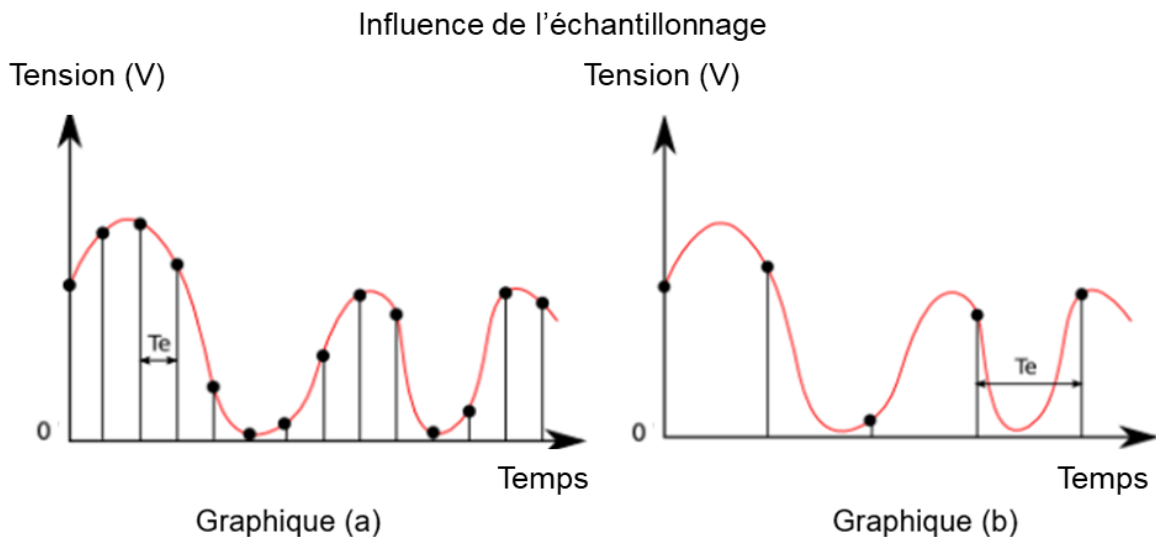 Influence de l’échantillonnage
Tension (V)
Te
0
Temps
Graphique (a)
Tension (V)
Te
0
Temps
Graphique (b)